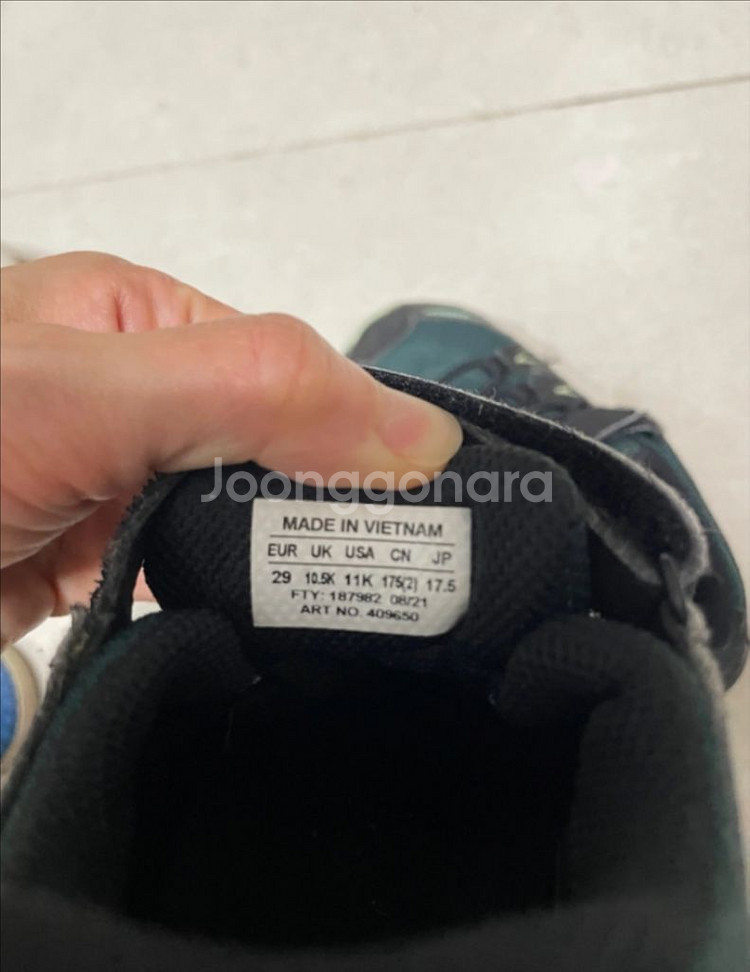 Joonggonara
MADE IN VIETNAM
EUR UK USA CN JP
29 10.5K 11K 175(2) 17.5
FTY: 187982 08/21
ART NO. 409650